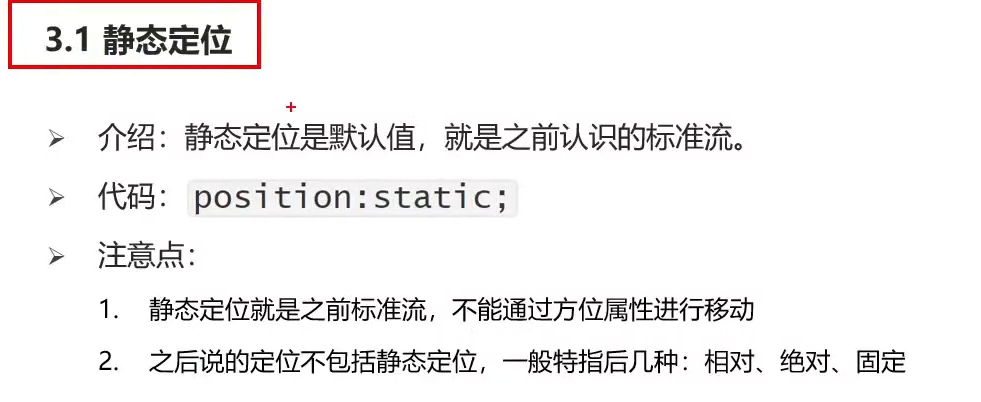 3.1 静态定位
➢ 介绍：静态定位是默认值，就是之前认识的标准流。
➢ 代码：position:static;
➢ 注意点：
1. 静态定位就是之前标准流，不能通过方位属性进行移动
2. 之后说的定位不包括静态定位，一般特指后几种：相对、绝对、固定